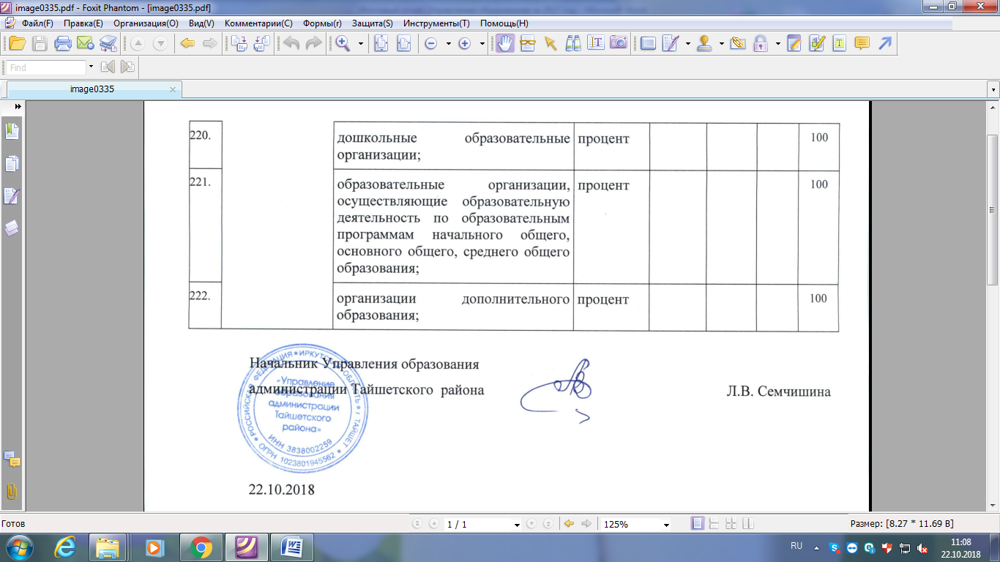 image0335.pdf - Foxit Phantom - [image0335.pdf]
Файл(F) Правка(E) Организация(O) Вид(V) Комментарии(C) Формы(r) Защита(S) Инструменты(T) Помощь(H)
Find
image0335
220. дошкольные образовательные процент 100
организации;
221. образовательные организации, процент 100
осуществляющие образовательную
деятельность по образовательным
программам начального общего,
основного общего, среднего общего
образования;
222. организации дополнительного процент 100
образования;
Начальник Управления образования
администрации Тайшетского района
Л.В. Семчишина
РОССИЙСКАЯ ФЕДЕРАЦИЯ * ИРКУТСКАЯ ОБЛАСТЬ * г. ТАЙШЕТ *
«Управление
образования
администрации
Тайшетского
района»
ИНН 3838002259
ОГРН 1023801945562
22.10.2018
Готов
1 / 1
125%
Размер: [8.27 * 11.69 В]
RU
11:08
22.10.2018